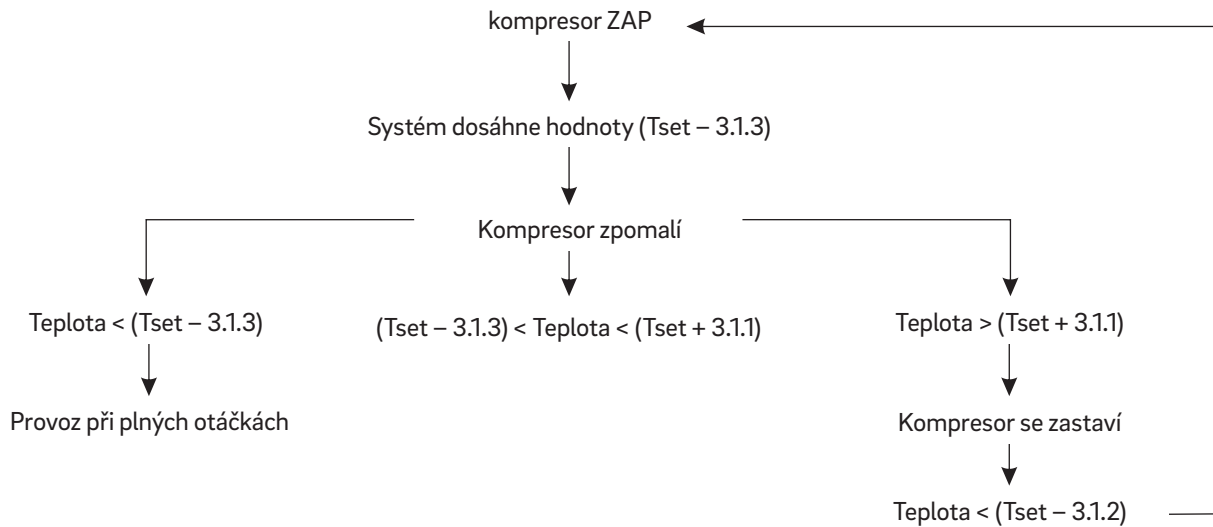 kompresor ZAP
Systém dosáhne hodnoty (Tset – 3.1.3)
Kompresor zpomalí
Teplota < (Tset – 3.1.3)
(Tset – 3.1.3) < Teplota < (Tset + 3.1.1)
Teplota > (Tset + 3.1.1)
Provoz při plných otáčkách
Kompresor se zastaví
Teplota < (Tset – 3.1.2)